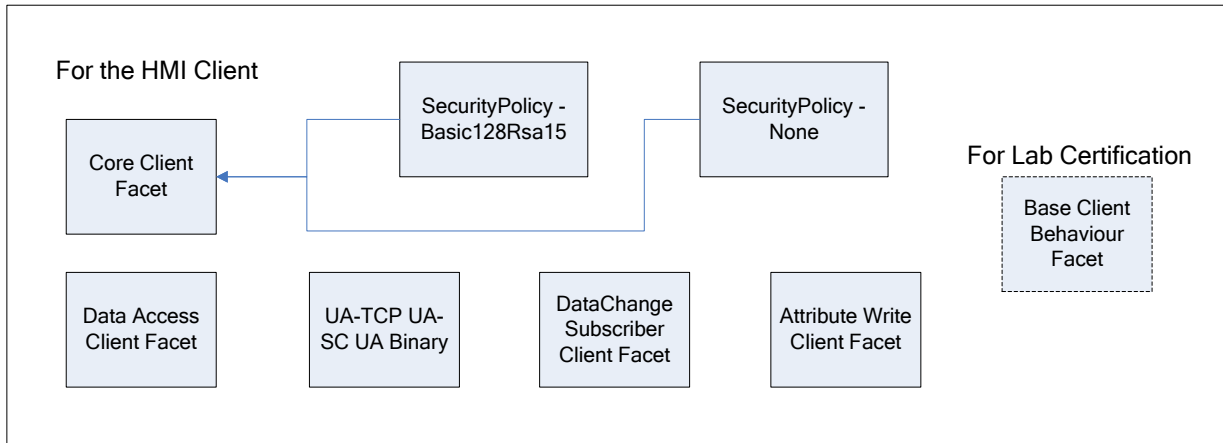 For the HMI Client
SecurityPolicy -
Basic128Rsa15
SecurityPolicy -
None
Core Client
Facet
For Lab Certification
Base Client
Behaviour
Facet
Data Access
Client Facet
UA-TCP UA-
SC UA Binary
DataChange
Subscriber
Client Facet
Attribute Write
Client Facet